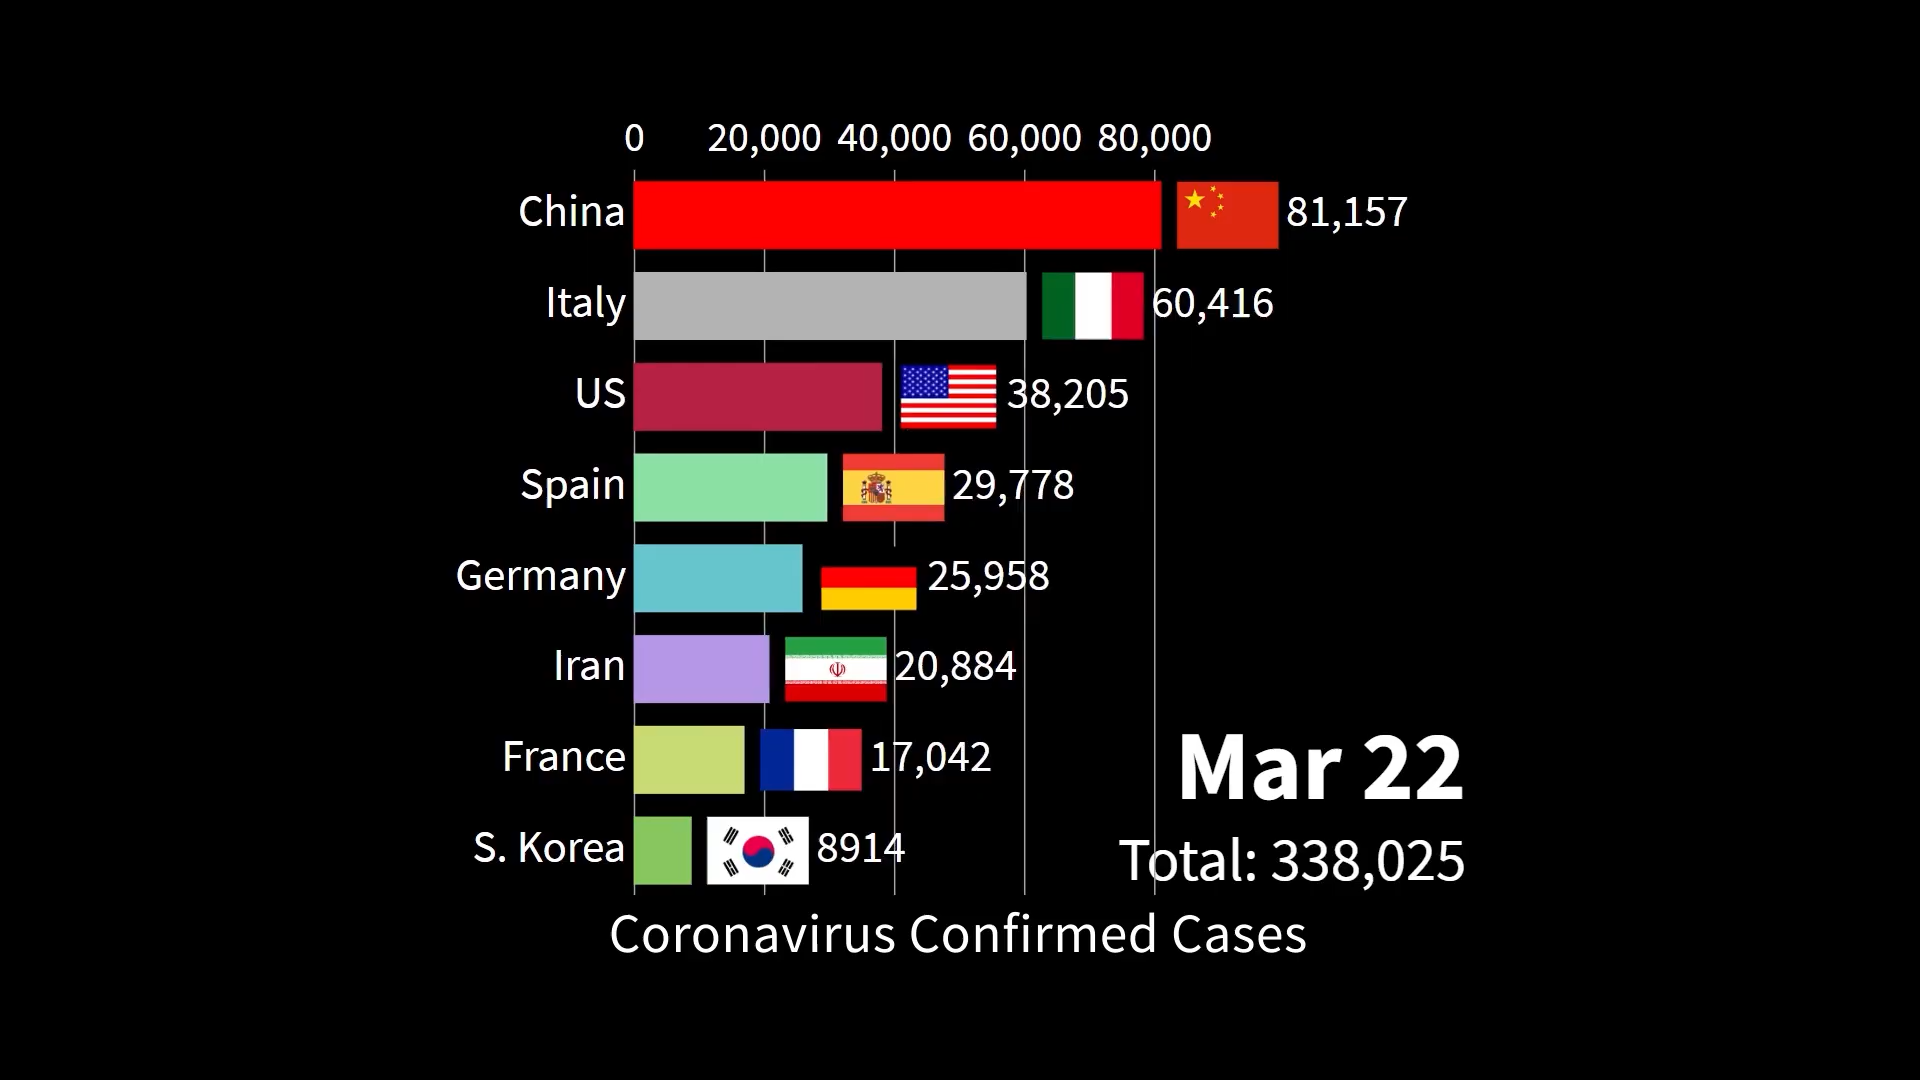 0 20,000 40,000 60,000 80,000
China 81,157
Italy 60,416
US 38,205
Spain 29,778
Germany 25,958
Iran 20,884
France 17,042
S. Korea 8914
Mar 22
Total: 338,025
Coronavirus Confirmed Cases